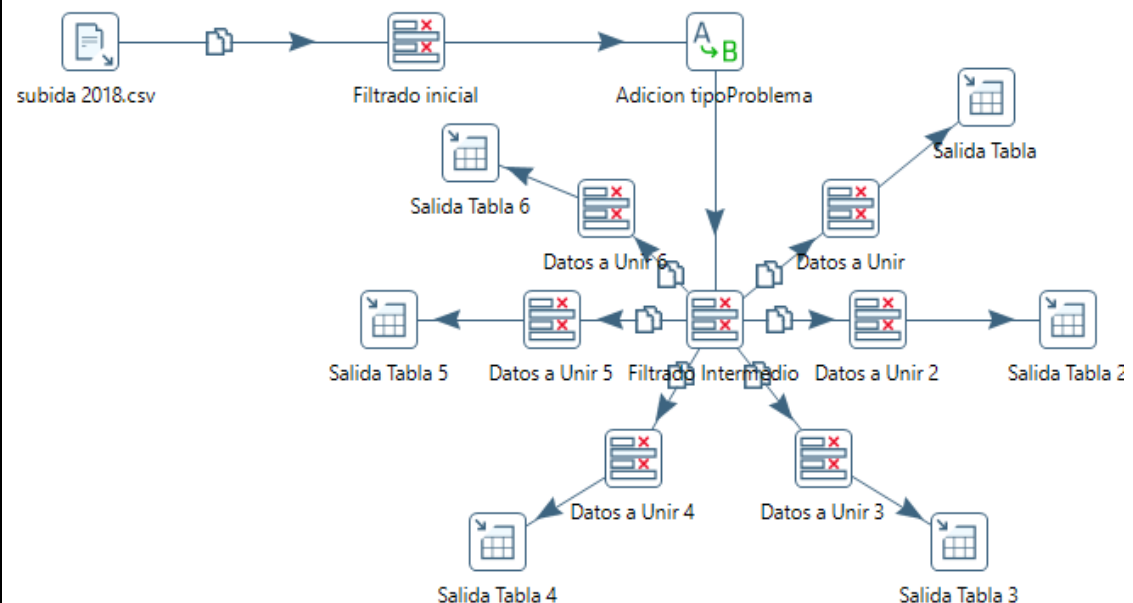 subida 2018.csv
Filtrado inicial
A
B
Adicion tipoProblema
Salida Tabla
Salida Tabla 6
Datos a Unir 6
Datos a Unir
Salida Tabla 5
Datos a Unir 5
Filtrado Intermedio
Datos a Unir 2
Salida Tabla 2
Datos a Unir 4
Datos a Unir 3
Salida Tabla 4
Salida Tabla 3